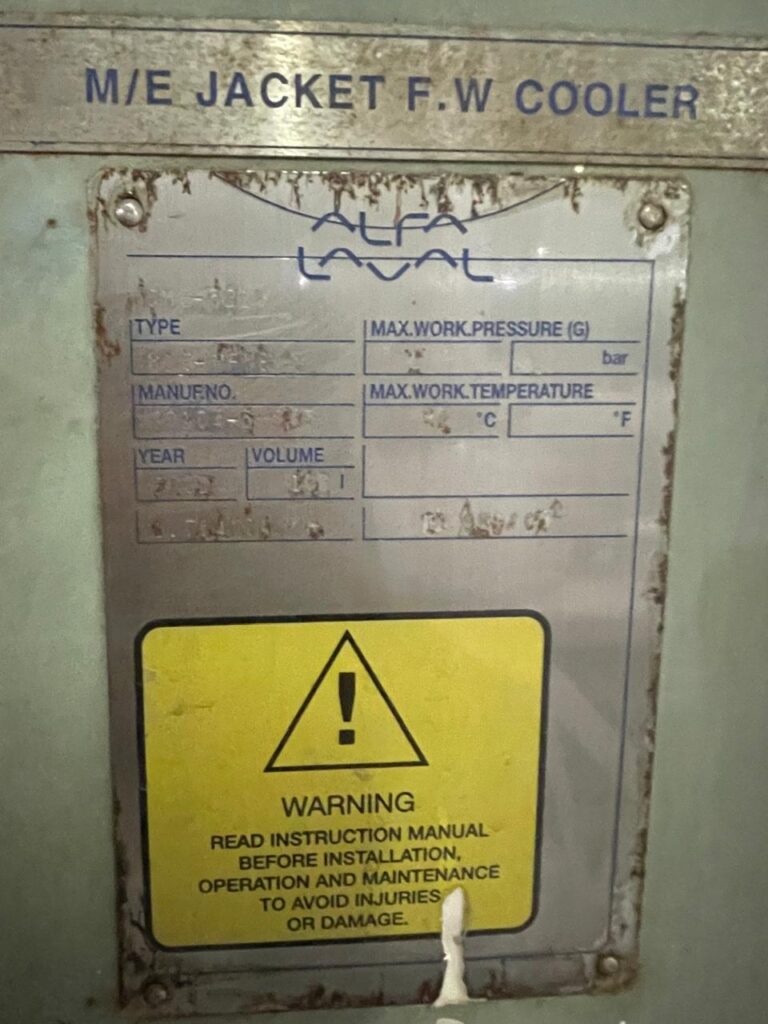 M/E JACKET F.W COOLER
ALFA
LAVAL
TYPE
MAX.WORK.PRESSURE (G)
bar
MANUF.NO.
MAX.WORK.TEMPERATURE
°C °F
YEAR VOLUME
l
!
WARNING
READ INSTRUCTION MANUAL
BEFORE INSTALLATION,
OPERATION AND MAINTENANCE
TO AVOID INJURIES
OR DAMAGE.